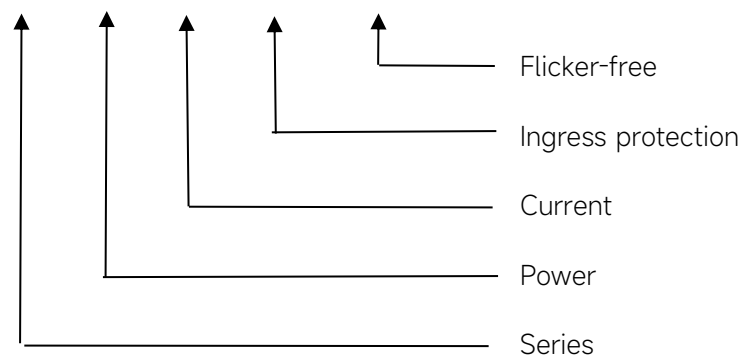 Flicker-free
Ingress protection
Current
Power
Series